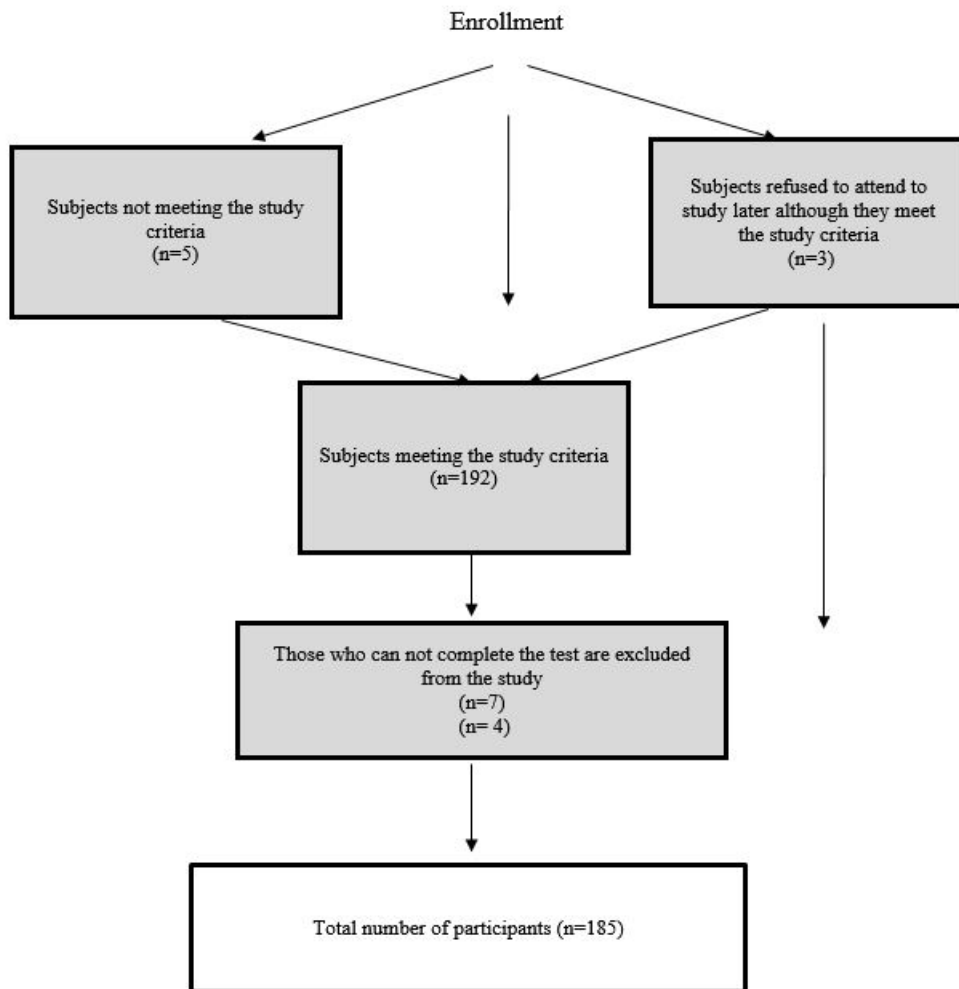 Enrollment
Subjects not meeting the study
criteria
(n=5)
Subjects refused to attend to
study later although they meet
the study criteria
(n=3)
Subjects meeting the study criteria
(n=192)
Those who can not complete the test are excluded
from the study
(n=7)
(n= 4)
Total number of participants (n=185)